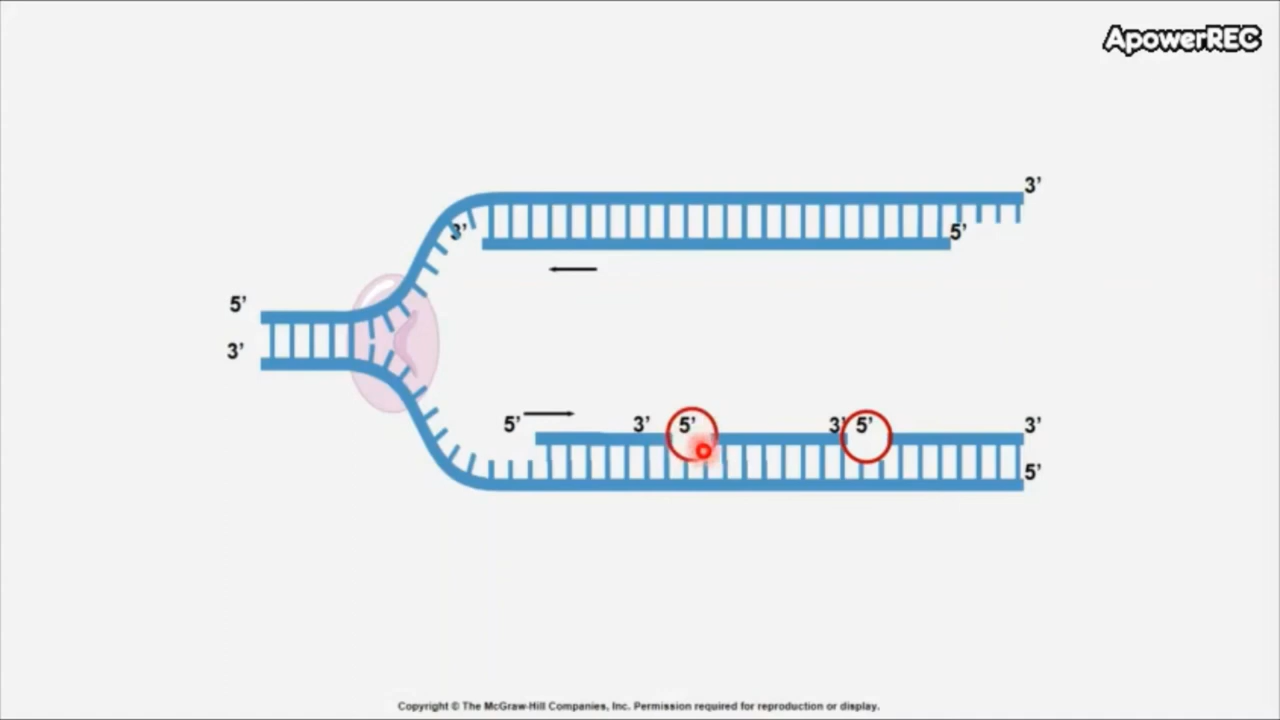 ApowerREC
3’
3’ 5’
5’
3’
5’ 3’ 5’ 3’ 5’ 3’
5’
Copyright © The McGraw-Hill Companies, Inc. Permission required for reproduction or display.